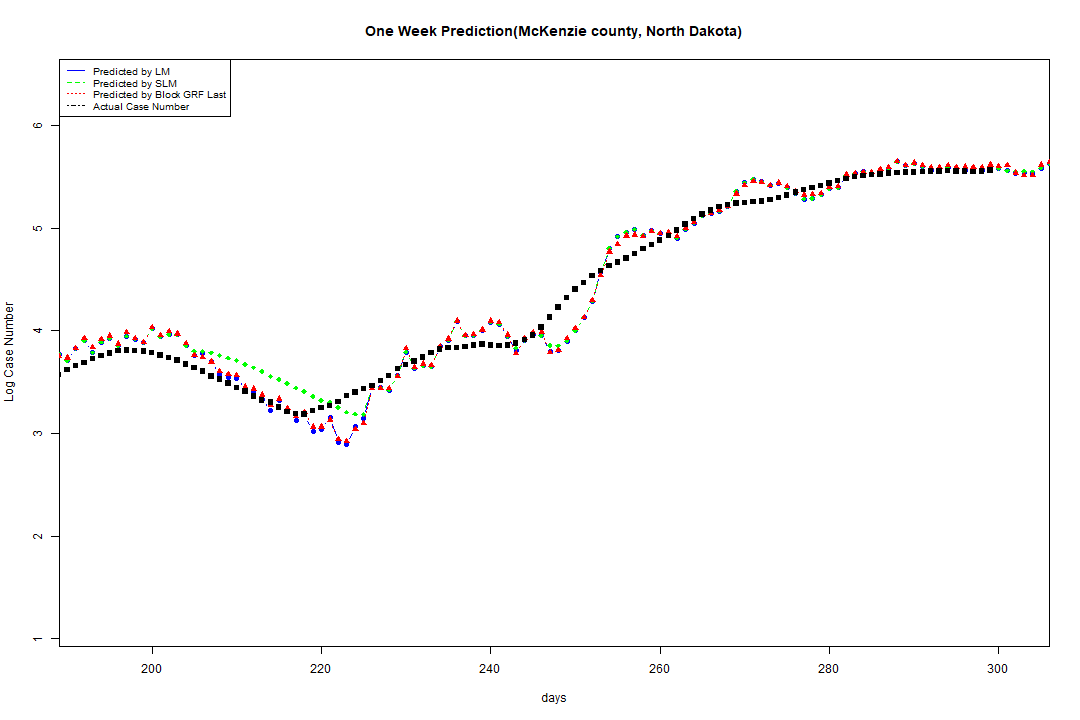 One Week Prediction(McKenzie county, North Dakota)
Predicted by LM
Predicted by SLM
Predicted by Block GRF Last
Actual Case Number
6
5
4
3
2
1
Log Case Number
200 220 240 260 280 300
days